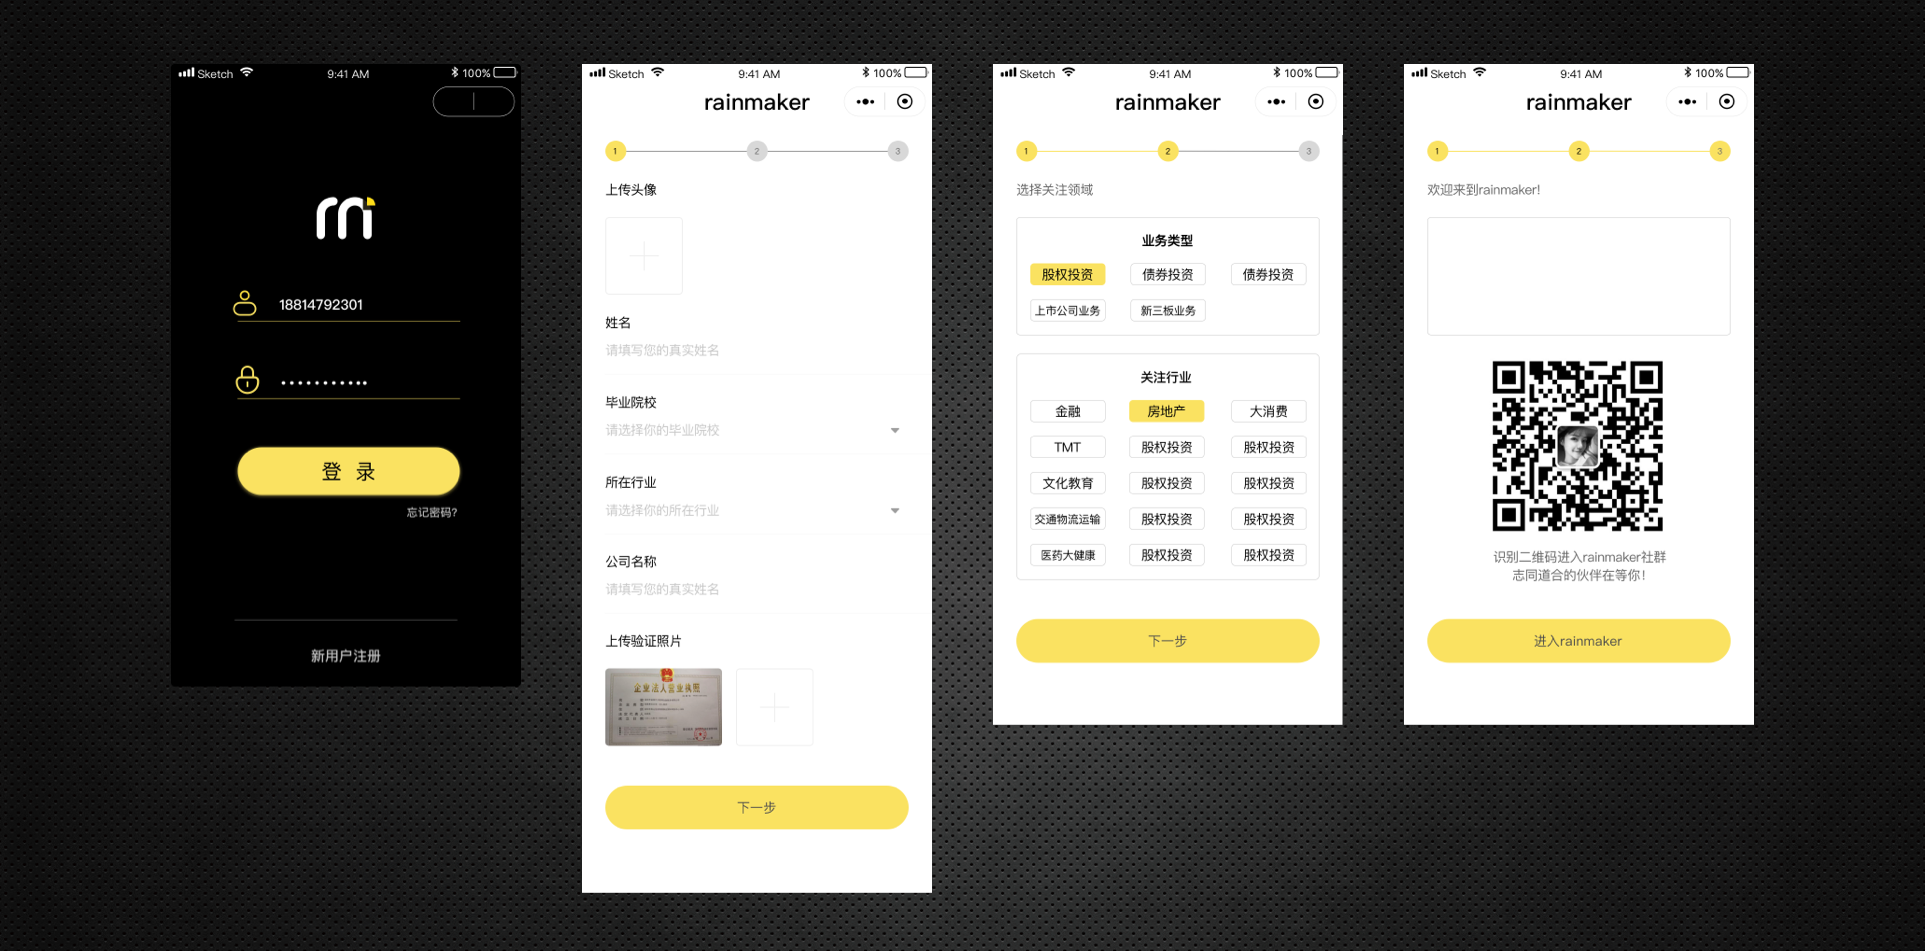 Sketch 9:41 AM 100%
18814792301
登 录
忘记密码?
新用户注册
Sketch 9:41 AM 100%
rainmaker
1 2 3
上传头像
姓名
请填写您的真实姓名
毕业院校
请选择你的毕业院校
所在行业
请选择你的所在行业
公司名称
请填写您的真实姓名
上传验证照片
企业法人营业执照
下一步
Sketch 9:41 AM 100%
rainmaker
1 2 3
选择关注领域
业务类型
股权投资 债券投资 债券投资
上市公司业务 新三板业务
关注行业
金融 房地产 大消费
TMT 股权投资 股权投资
文化教育 股权投资 股权投资
交通物流运输 股权投资 股权投资
医药大健康 股权投资 股权投资
下一步
Sketch 9:41 AM 100%
rainmaker
1 2 3
欢迎来到rainmaker!
识别二维码进入rainmaker社群
志同道合的伙伴在等你!
进入rainmaker